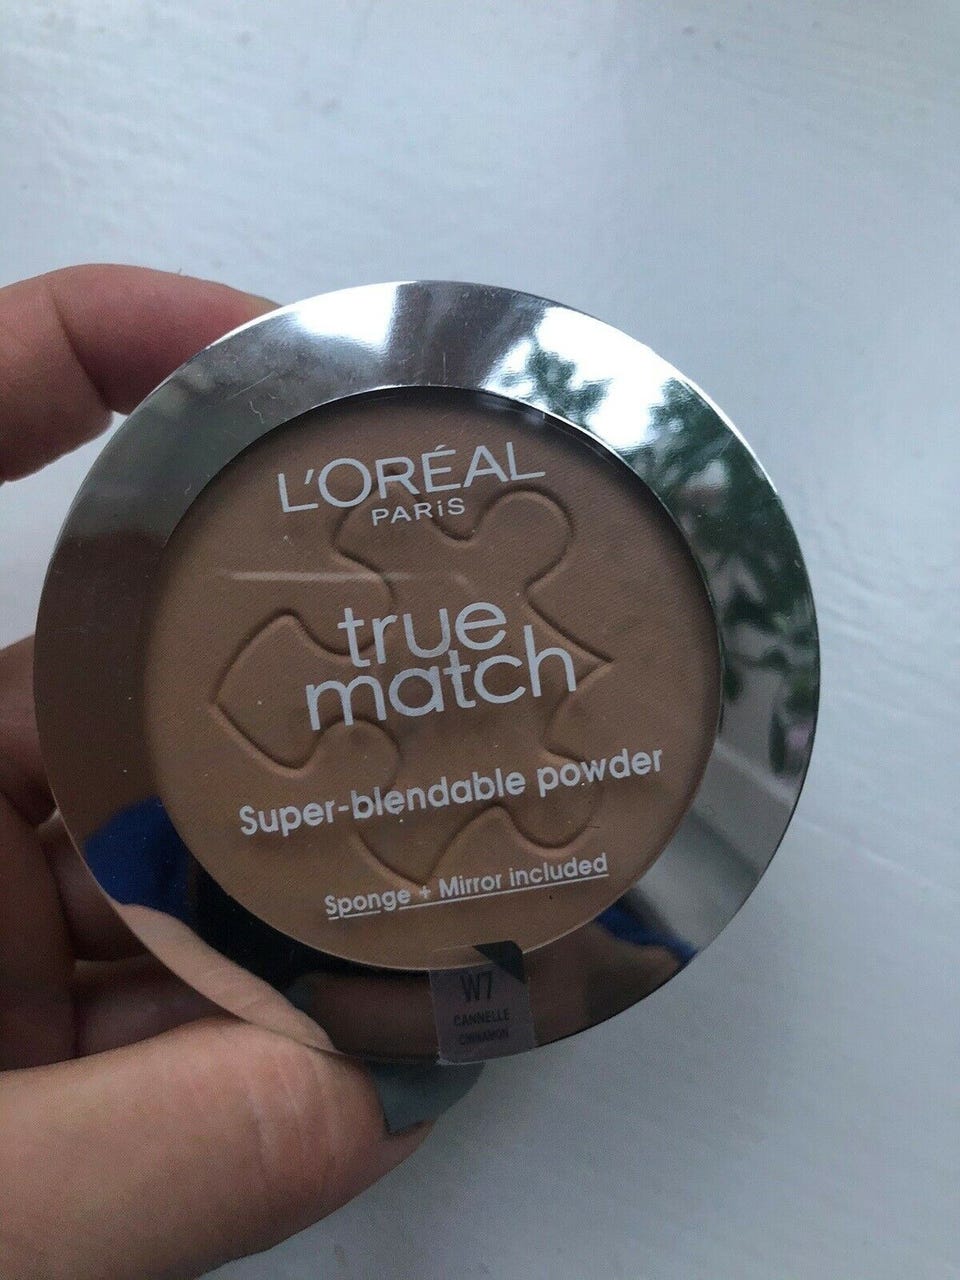 L'ORÉAL
PARiS
true
match
Super-blendable powder
Sponge + Mirror included
W7
CANNELLE
CINNAMON